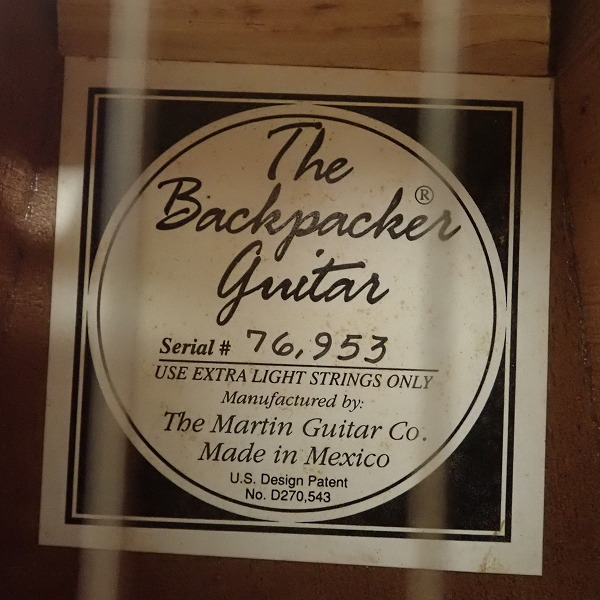 The
Backpacker®
Guitar
Serial # 76,953
USE EXTRA LIGHT STRINGS ONLY
Manufactured by:
The Martin Guitar Co.
Made in Mexico
U.S. Design Patent
No. D270,543